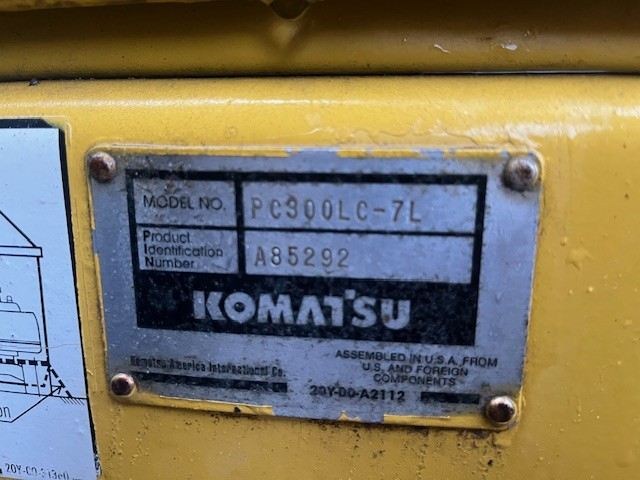 MODEL NO. PC300LC-7L
Product
Identification
Number A85292
KOMATSU
Komatsu America International Co.
ASSEMBLED IN U.S.A. FROM
U.S. AND FOREIGN
COMPONENTS
20Y-00-A2112
on